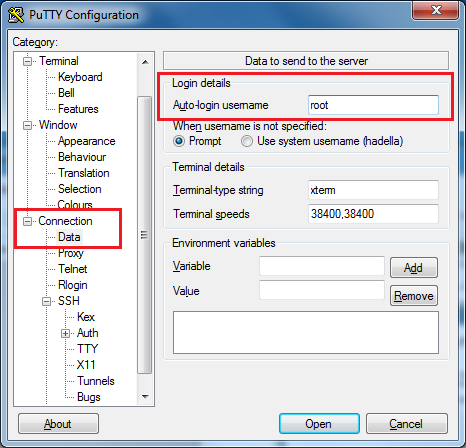 PuTTY Configuration
Category:
Terminal
Keyboard
Bell
Features
Window
Appearance
Behaviour
Translation
Selection
Colours
Connection
Data
Proxy
Telnet
Rlogin
SSH
Kex
Auth
TTY
X11
Tunnels
Bugs
Data to send to the server
Login details
Auto-login username root
When username is not specified:
Prompt Use system username (hadella)
Terminal details
Terminal-type string xterm
Terminal speeds 38400,38400
Environment variables
Variable Add
Value Remove
About Open Cancel